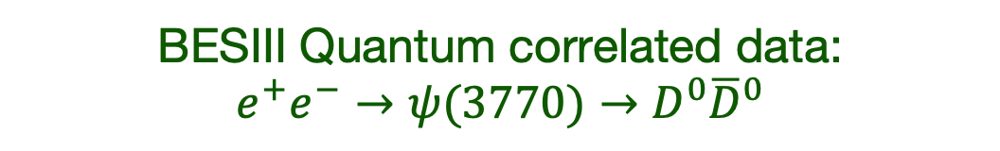 BESIII Quantum correlated data:
e⁺e⁻ → ψ(3770) → D⁰D̅⁰